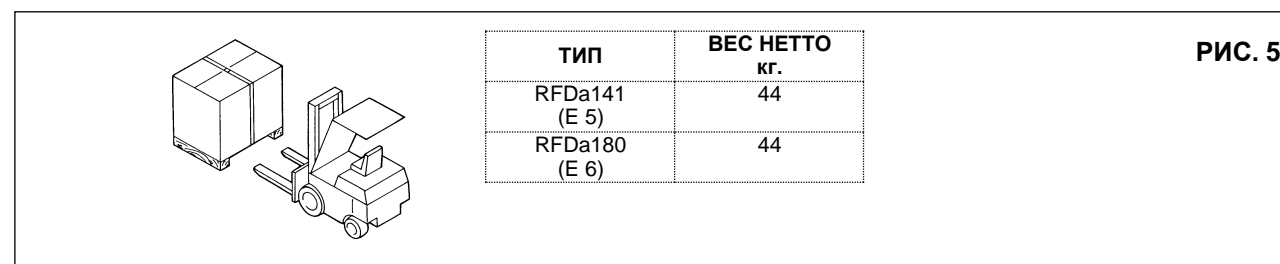 ТИП
ВЕС НЕТТО
кг.
RFDa141
(E 5)
44
RFDa180
(E 6)
44
РИС. 5